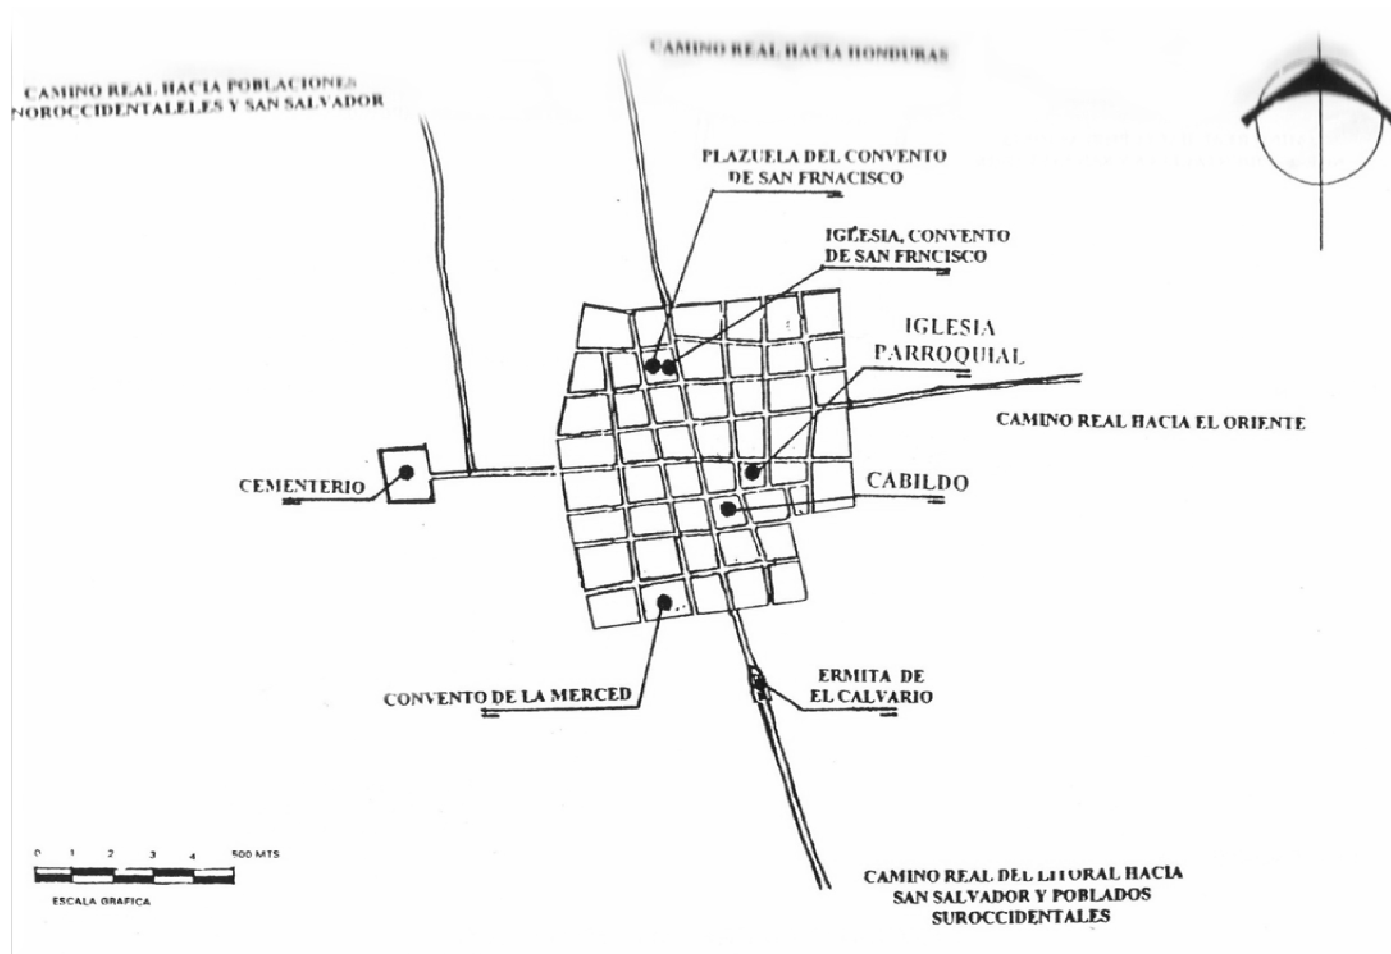 CAMINO REAL HACIA HONDURAS
CAMINO REAL HACIA POBLACIONES
NOROCCIDENTALELES Y SAN SALVADOR
PLAZUELA DEL CONVENTO
DE SAN FRNACISCO
IGLESIA, CONVENTO
DE SAN FRNCISCO
IGLESIA
PARROQUIAL
CAMINO REAL HACIA EL ORIENTE
CEMENTERIO
CABILDO
CONVENTO DE LA MERCED
ERMITA DE
EL CALVARIO
0 1 2 3 4 500 MTS
ESCALA GRAFICA
CAMINO REAL DEL LITORAL HACIA
SAN SALVADOR Y POBLADOS
SUROCCIDENTALES